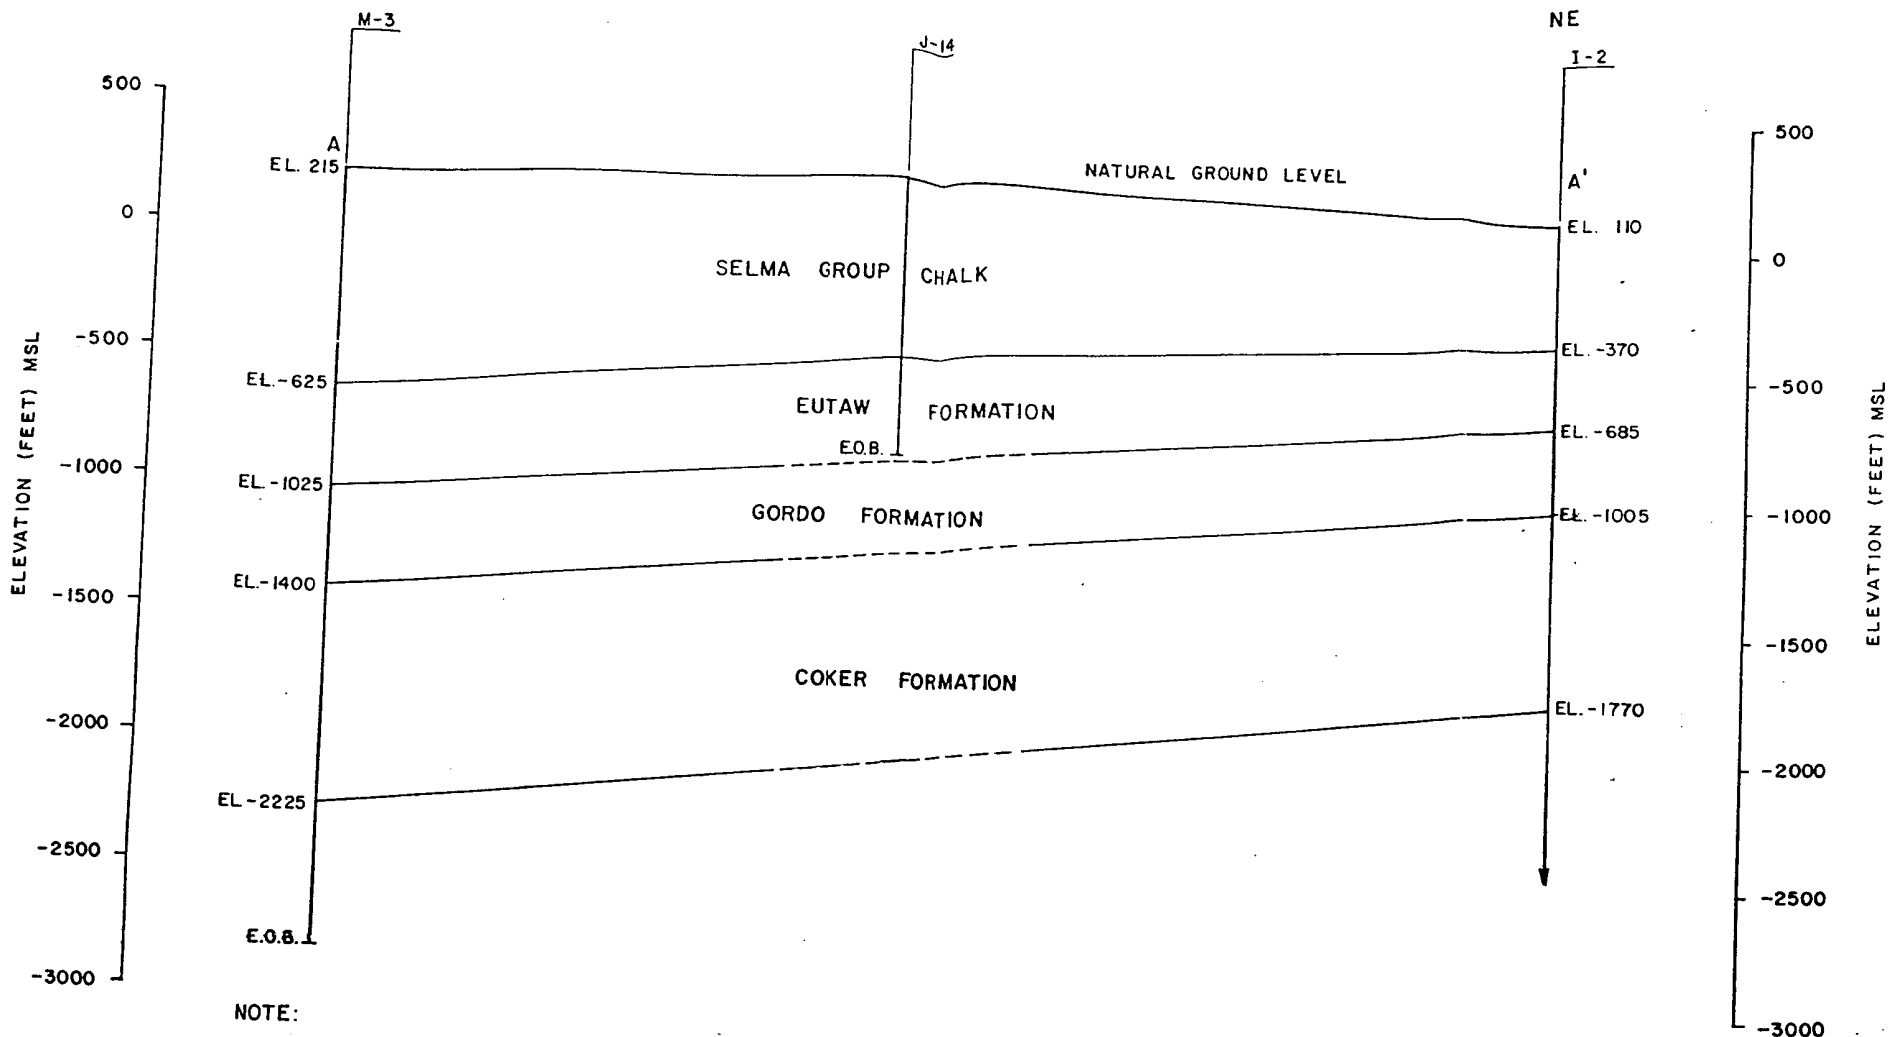 M-3
J-14
NE
I-2
500
0
-500
-1000
-1500
-2000
-2500
-3000
ELEVATION (FEET) MSL
A
EL. 215
EL.-625
EL.-1025
EL.-1400
EL-2225
E.O.B.
NATURAL GROUND LEVEL
SELMA GROUP CHALK
EUTAW FORMATION
E.O.B.
GORDO FORMATION
COKER FORMATION
A'
EL. 110
EL.-370
EL.-685
EL.-1005
EL.-1770
500
0
-500
-1000
-1500
-2000
-2500
-3000
ELEVATION (FEET) MSL
NOTE: